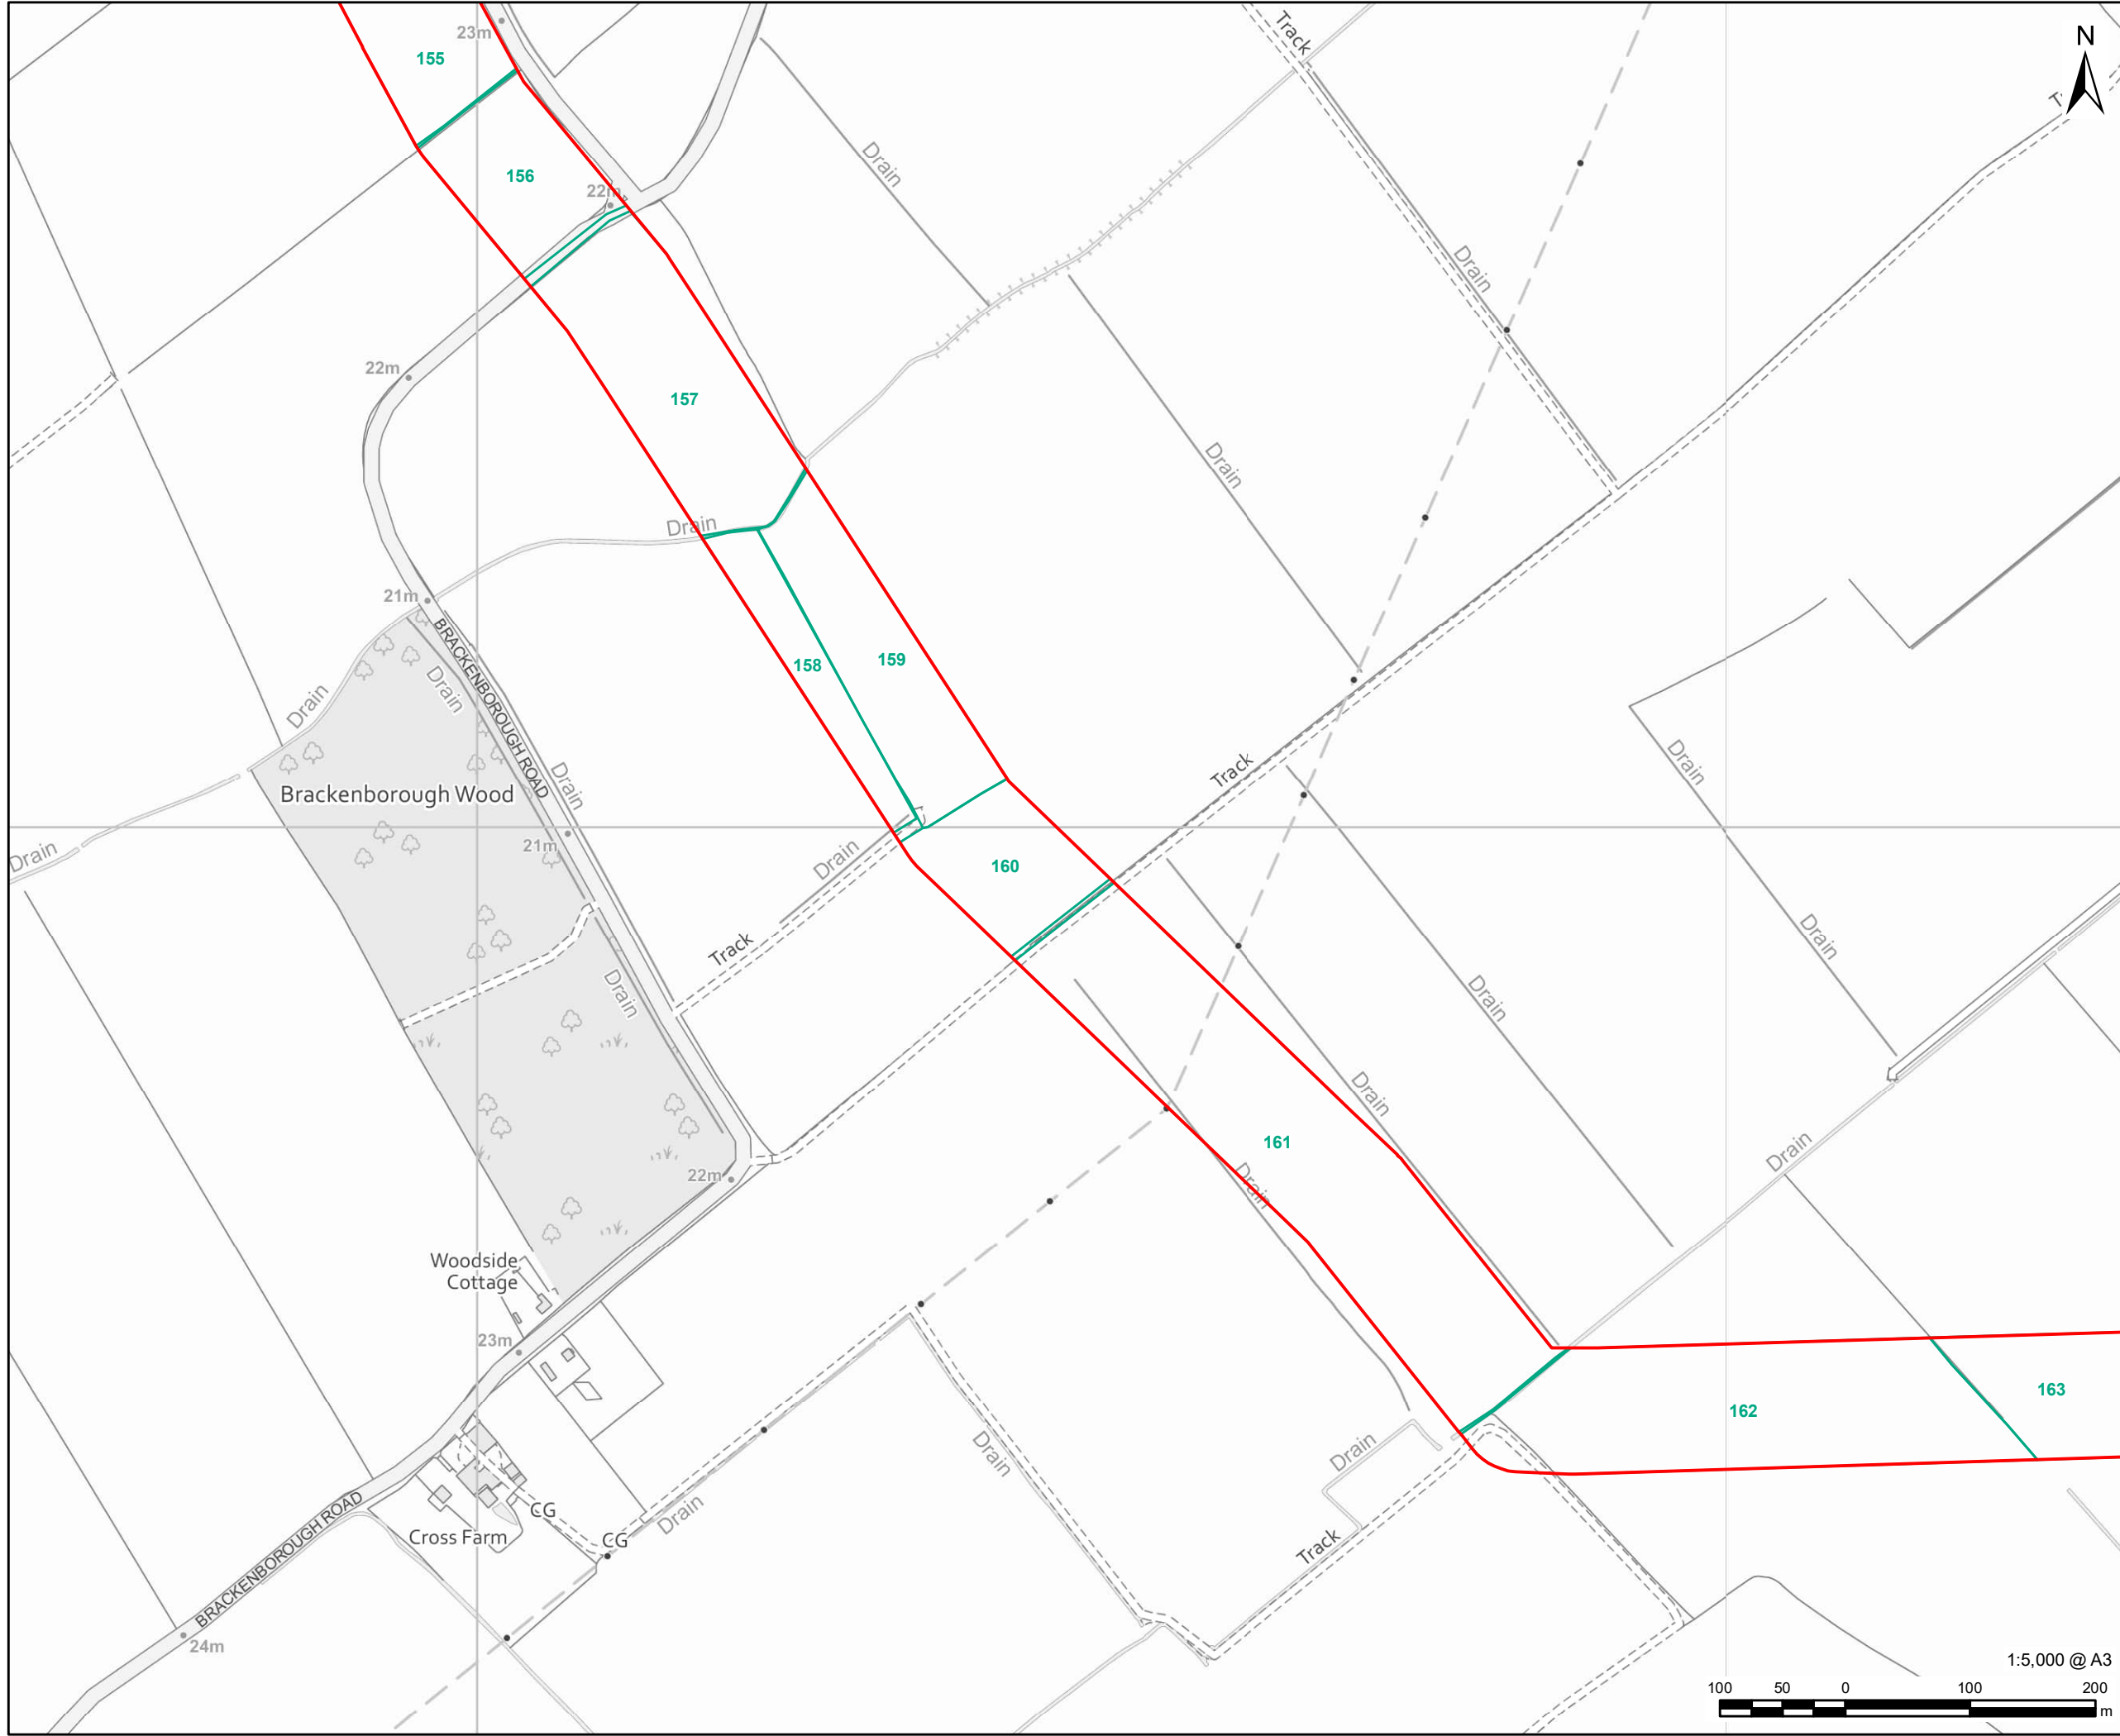 23m
155
Track
N
156
22m
Drain
Drain
22m
157
Drain
Drain
21m
BRACKENBOROUGH ROAD
Drain
158
159
Drain
Drain
Track
Drain
Brackenborough Wood
21m
Drain
Drain
160
Track
Drain
Drain
Drain
Drain
161
Drain
Drain
22m
Woodside
Cottage
23m
162
163
Drain
Drain
BRACKENBOROUGH ROAD
CG
Cross Farm
CG
Drain
Track
24m
1:5,000 @ A3
100 50 0 100 200
m